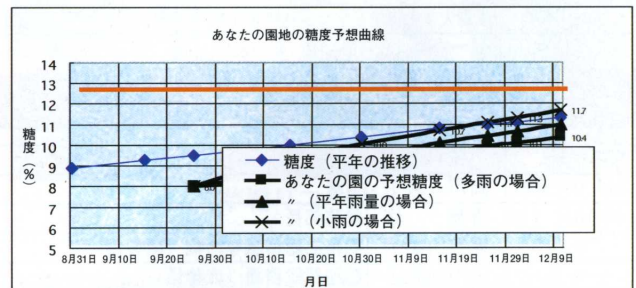 あなたの園地の糖度予想曲線
14
13
12
11
10
9
8
7
6
5
糖度(%)
11.7
11.3
10.7
10.4
糖度(平年の推移)
あなたの園の予想糖度(多雨の場合)
〃(平年雨量の場合)
〃(小雨の場合)
8月31日 9月10日 9月20日 9月30日 10月10日 10月20日 10月30日 11月9日 11月19日 11月29日 12月9日
月日